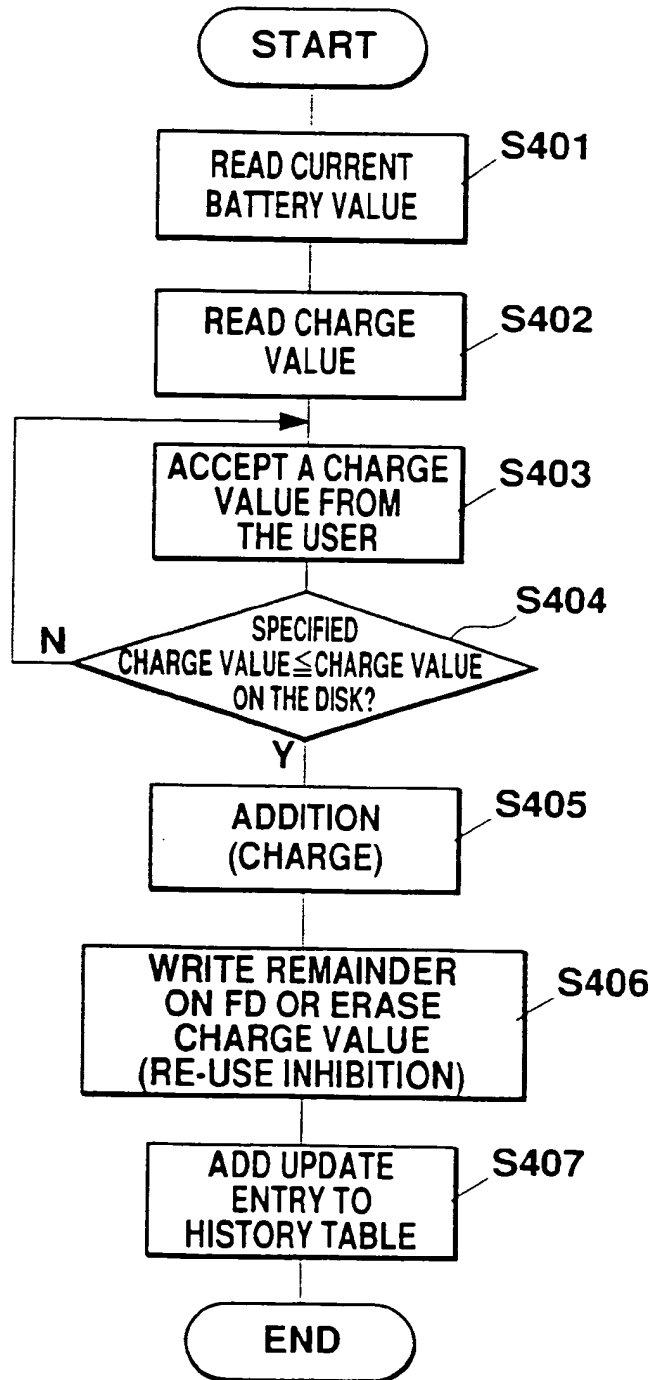 START
S401
READ CURRENT
BATTERY VALUE
S402
READ CHARGE
VALUE
S403
ACCEPT A CHARGE
VALUE FROM
THE USER
S404
N
SPECIFIED
CHARGE VALUE≦CHARGE VALUE
ON THE DISK?
Y
S405
ADDITION
(CHARGE)
S406
WRITE REMAINDER
ON FD OR ERASE
CHARGE VALUE
(RE-USE INHIBITION)
S407
ADD UPDATE
ENTRY TO
HISTORY TABLE
END